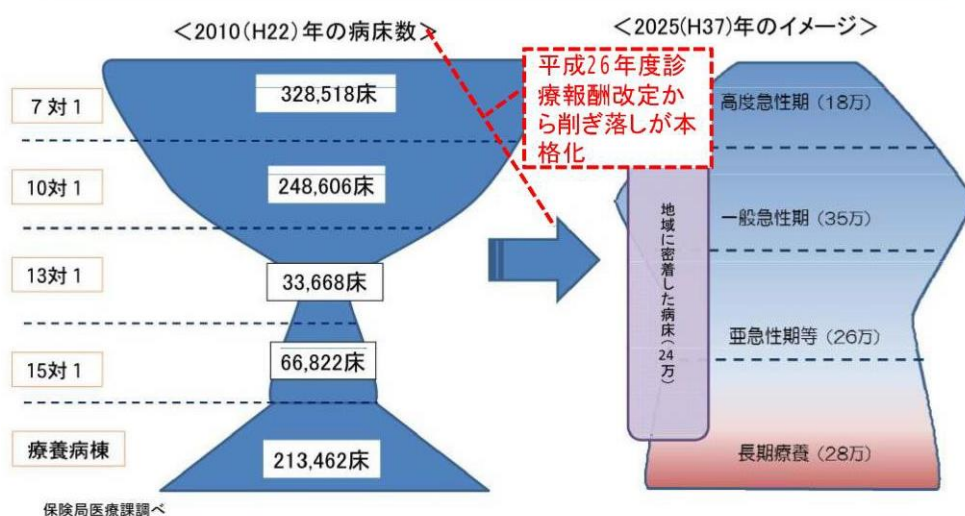 <2010(H22)年の病床数>
<2025(H37)年のイメージ>
平成26年度診
療報酬改定か
ら削ぎ落しが本
格化
7対1
328,518床
高度急性期(18万)
10対1
248,606床
一般急性期(35万)
地域に密着した病床(24万)
13対1
33,668床
亜急性期等(26万)
15対1
66,822床
療養病棟
213,462床
長期療養(28万)
保険局医療課調べ